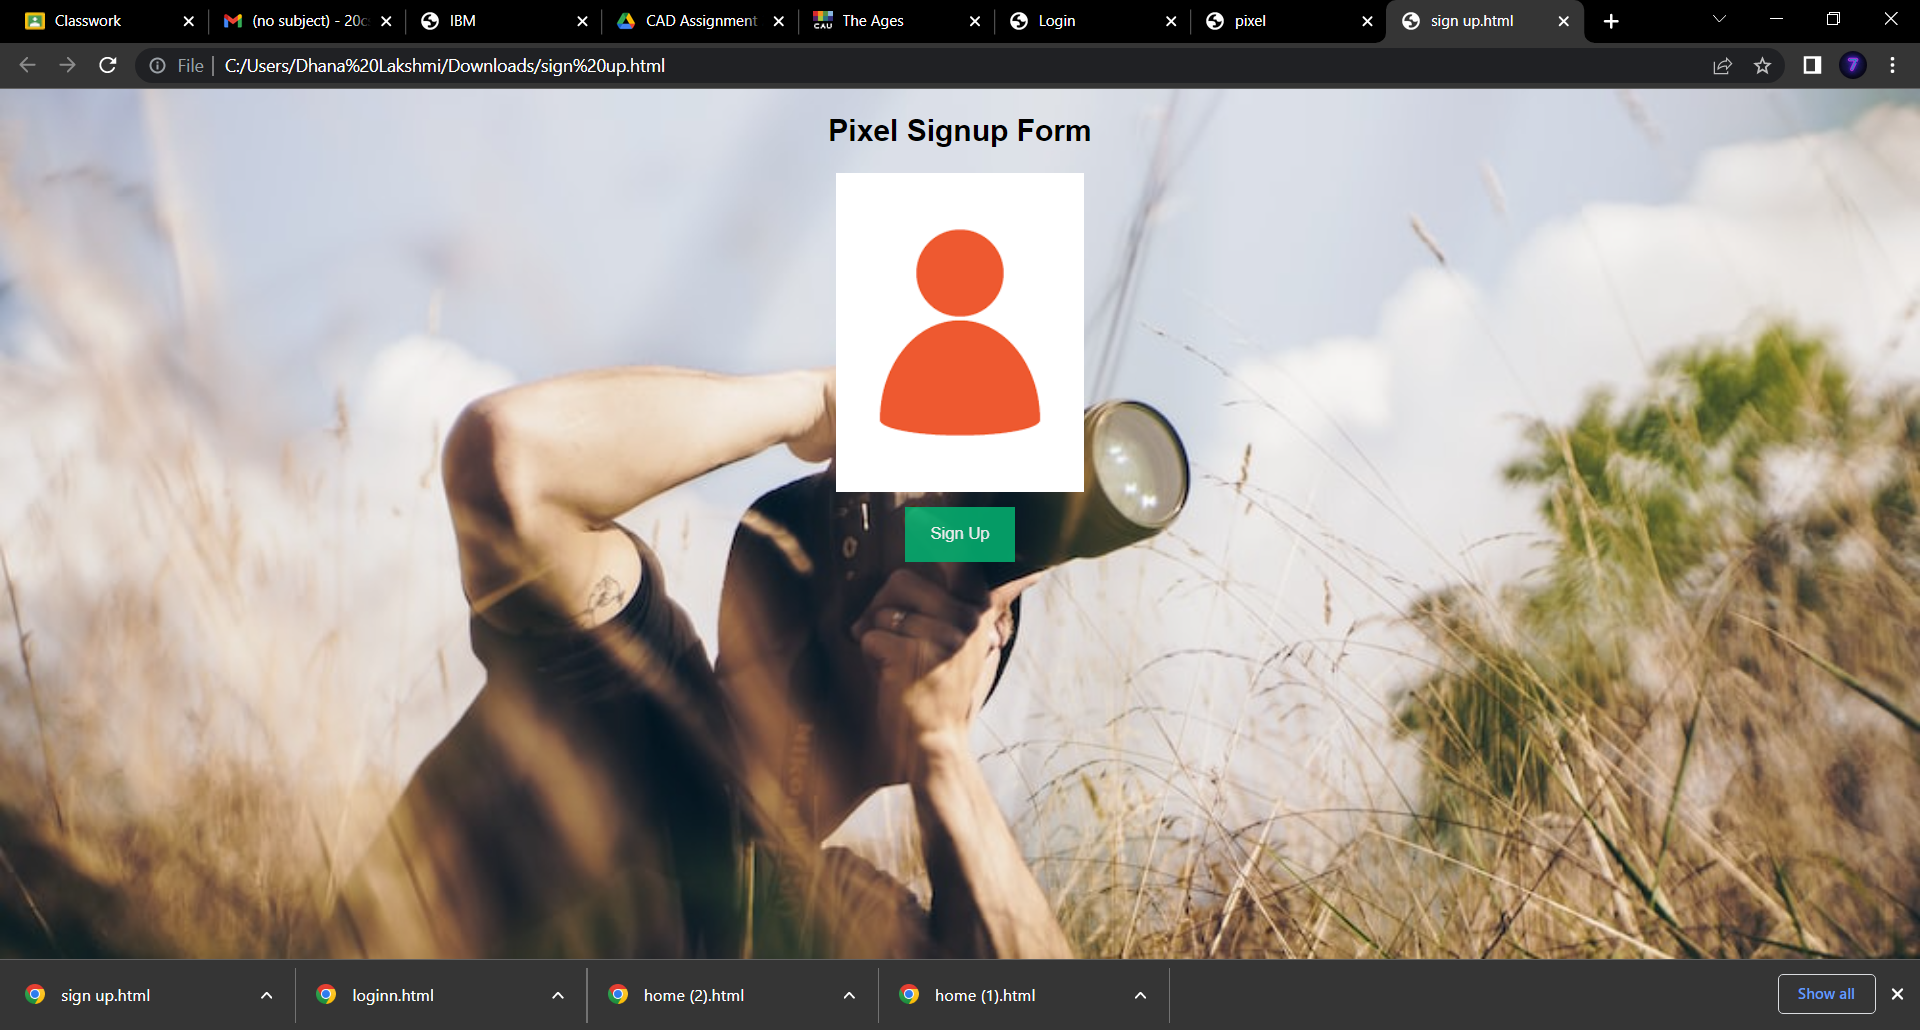 Classwork
(no subject) - 20c
IBM
CAD Assignment
The Ages
Login
pixel
sign up.html
File
C:/Users/Dhana%20Lakshmi/Downloads/sign%20up.html
7
Pixel Signup Form
Sign Up
sign up.html
loginn.html
home (2).html
home (1).html
Show all